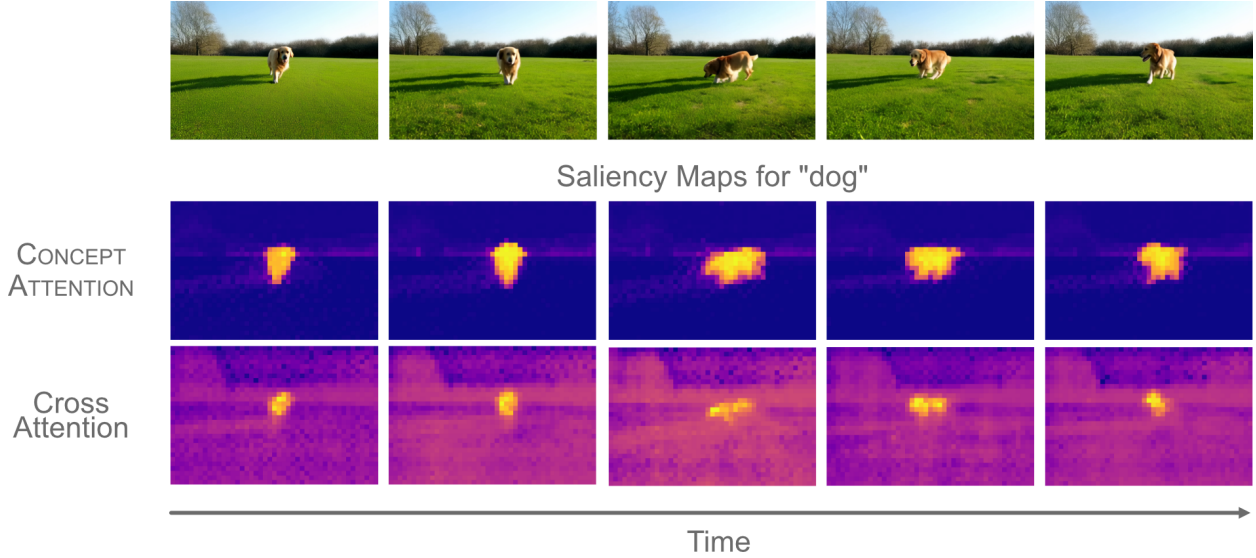 Saliency Maps for "dog"
CONCEPT
ATTENTION
Cross
Attention
Time